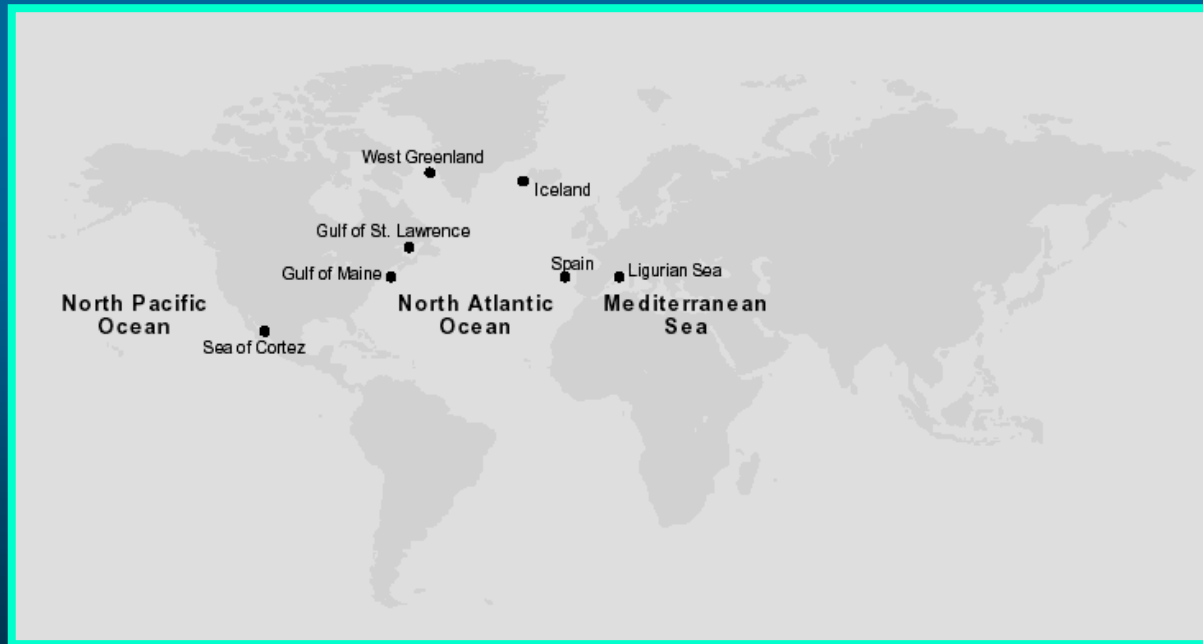 West Greenland
Iceland
Gulf of St. Lawrence
Spain
Ligurian Sea
Gulf of Maine
North Pacific
Ocean
North Atlantic
Ocean
Mediterranean
Sea
Sea of Cortez